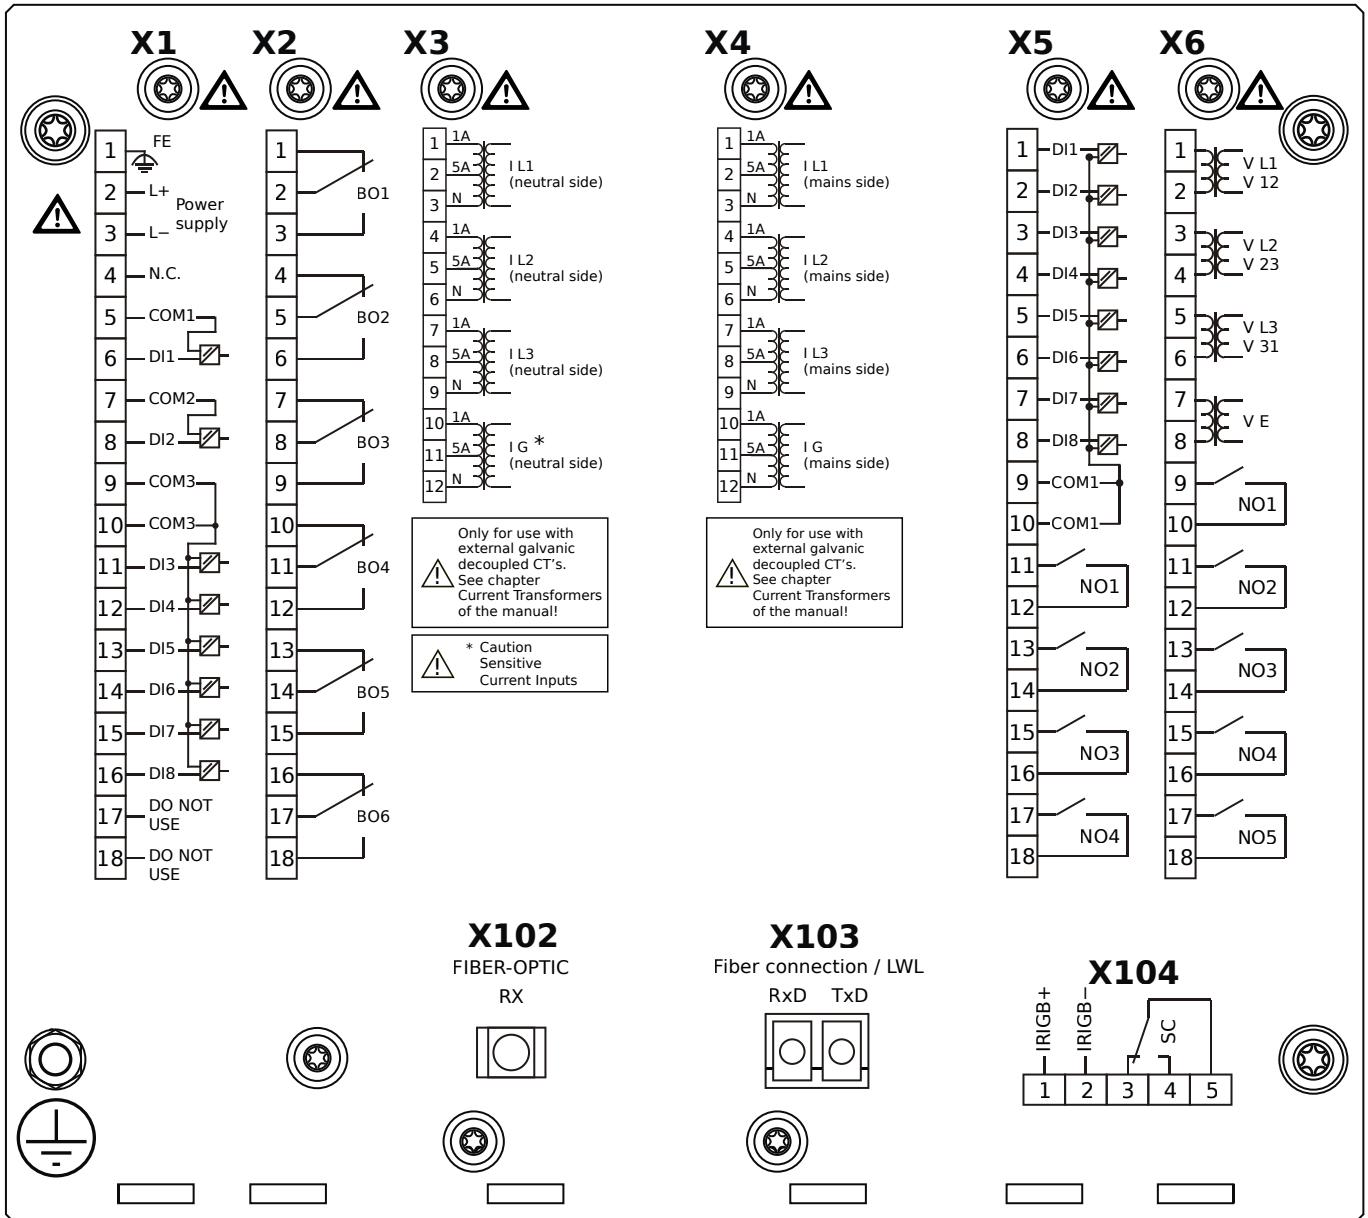 X1 X2 X3 X4 X5 X6
1 FE
2 L+
Power
supply
3 L−
4 N.C.
5 COM1
6 DI1
7 COM2
8 DI2
9 COM3
10 COM3
11 DI3
12 DI4
13 DI5
14 DI6
15 DI7
16 DI8
17 DO NOT
USE
18 DO NOT
USE
1
2 BO1
3
4
5 BO2
6
7
8 BO3
9
10
11 BO4
12
13
14 BO5
15
16
17 BO6
18
1 1A
2 5A I L1
(neutral side)
3 N
4 1A
5 5A I L2
(neutral side)
6 N
7 1A
8 5A I L3
(neutral side)
9 N
10 1A
11 5A I G *
(neutral side)
12 N
Only for use with
external galvanic
decoupled CT’s.
See chapter
Current Transformers
of the manual!
* Caution
Sensitive
Current Inputs
1 1A
2 5A I L1
(mains side)
3 N
4 1A
5 5A I L2
(mains side)
6 N
7 1A
8 5A I L3
(mains side)
9 N
10 1A
11 5A I G
(mains side)
12 N
Only for use with
external galvanic
decoupled CT’s.
See chapter
Current Transformers
of the manual!
1 DI1
2 DI2
3 DI3
4 DI4
5 DI5
6 DI6
7 DI7
8 DI8
9 COM1
10 COM1
11
NO1
12
13
NO2
14
15
NO3
16
17
NO4
18
1 V L1
2 V 12
3 V L2
4 V 23
5 V L3
6 V 31
7
V E
8
9
NO1
10
11
NO2
12
13
NO3
14
15
NO4
16
17
NO5
18
X102
FIBER-OPTIC
RX
X103
Fiber connection / LWL
RxD TxD
X104
IRIGB+ IRIGB− SC
1 2 3 4 5